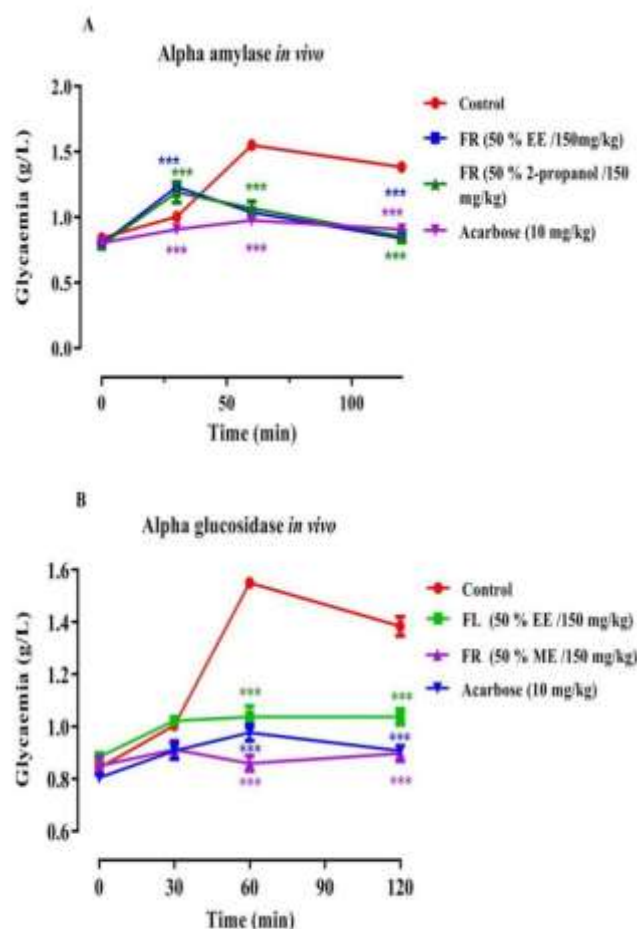 A
Alpha amylase in vivo
Glycaemia (g/L)
2.0
1.5
1.0
0.5
0.0
0
50
100
Time (min)
Control
FR (50 % EE /150mg/kg)
FR (50 % 2-propanol /150
mg/kg)
Acarbose (10 mg/kg)
***
***
***
***
***
***
***
***
B
Alpha glucosidase in vivo
Glycaemia (g/L)
1.6
1.4
1.2
1.0
0.8
0.6
0
30
60
90
120
Time (min)
Control
FL (50 % EE /150 mg/kg)
FR (50 % ME /150 mg/kg)
Acarbose (10 mg/kg)
***
***
***
***
***
***